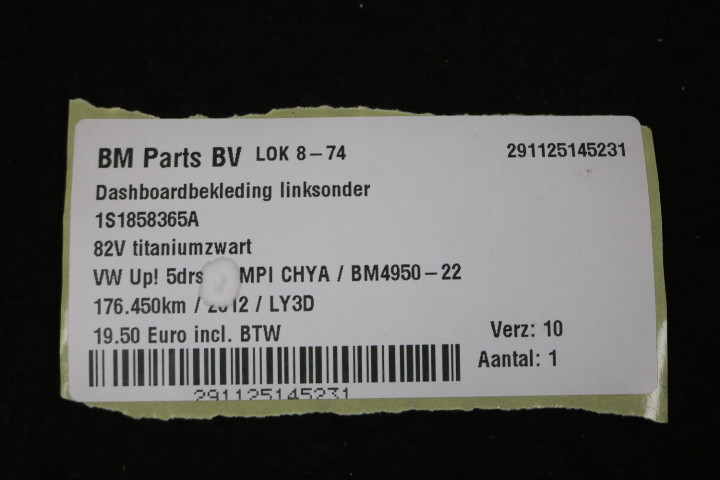 BM Parts BV LOK 8-74 291125145231
Dashboardbekleding linksonder
1S1858365A
82V titaniumzwart
VW Up! 5drs MPI CHYA / BM4950-22
176.450km / 2012 / LY3D
19.50 Euro incl. BTW Verz: 10
Aantal: 1
291125145231